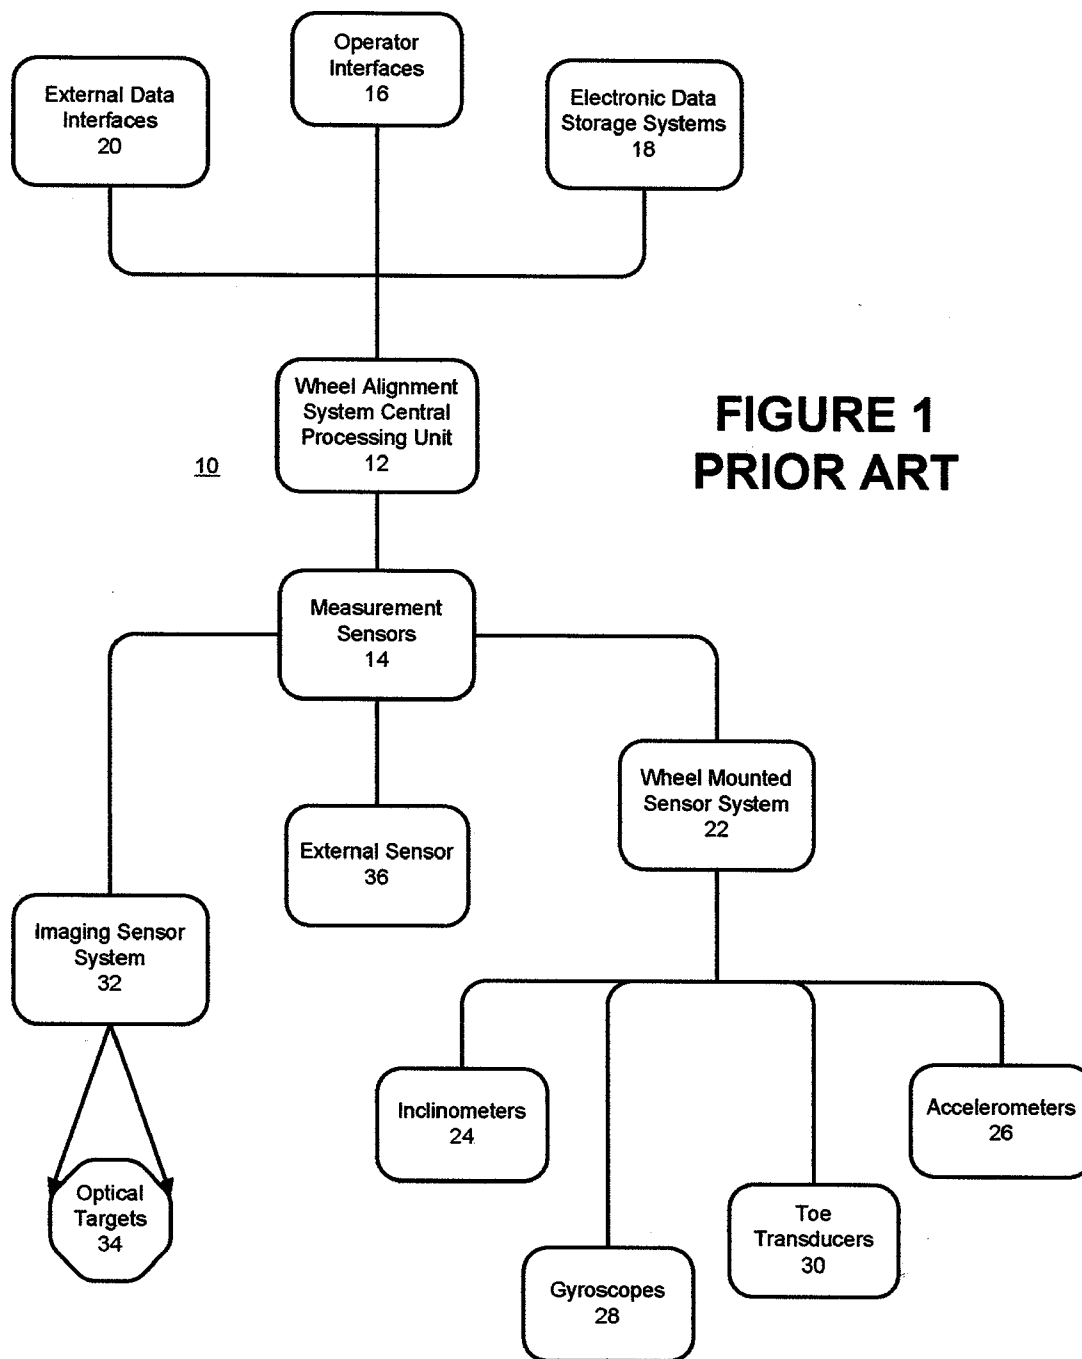 Operator
Interfaces
16
External Data
Interfaces
20
Electronic Data
Storage Systems
18
Wheel Alignment
System Central
Processing Unit
12
10
FIGURE 1
PRIOR ART
Measurement
Sensors
14
Wheel Mounted
Sensor System
22
External Sensor
36
Imaging Sensor
System
32
Inclinometers
24
Accelerometers
26
Optical
Targets
34
Toe
Transducers
30
Gyroscopes
28